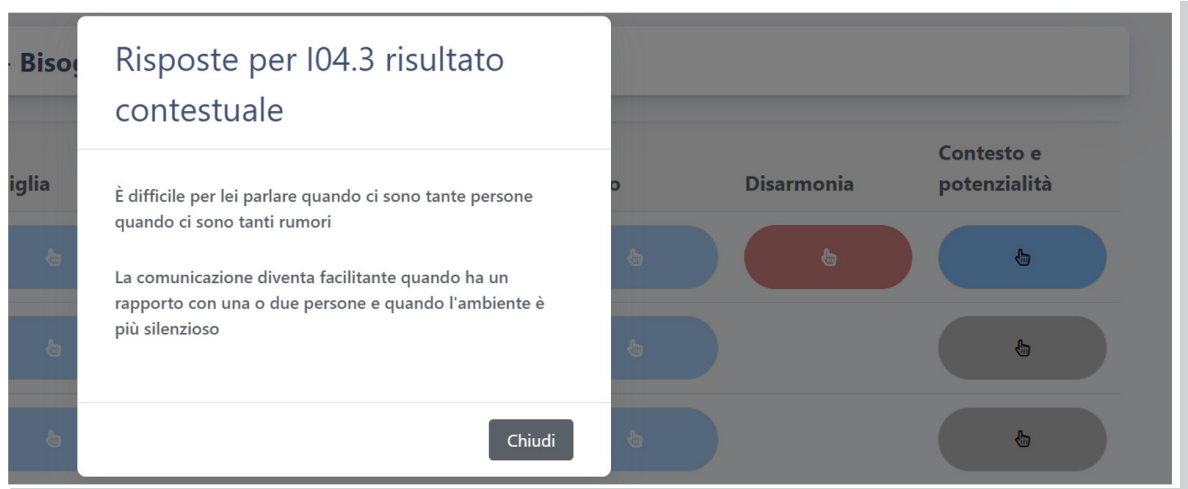 Risposte per I04.3 risultato
contestuale
È difficile per lei parlare quando ci sono tante persone
quando ci sono tanti rumori
La comunicazione diventa facilitante quando ha un
rapporto con una o due persone e quando l'ambiente è
più silenzioso
Chiudi
Disarmonia
Contesto e
potenzialità